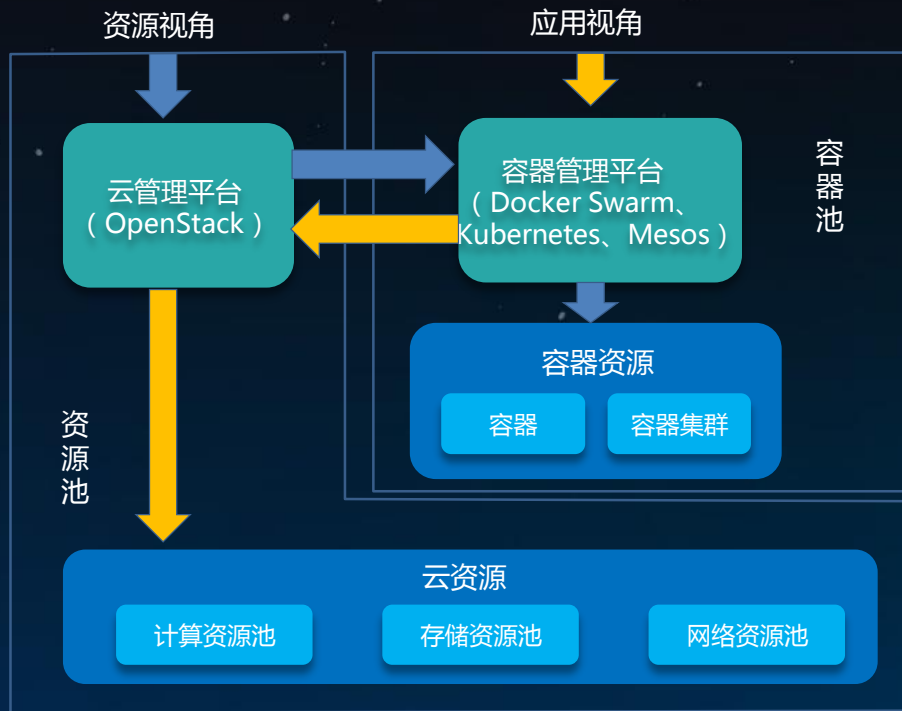 资源视角
应用视角
云管理平台
（OpenStack）
容器管理平台
（Docker Swarm、
Kubernetes、Mesos）
容器池
容器资源
容器
容器集群
资源池
云资源
计算资源池
存储资源池
网络资源池